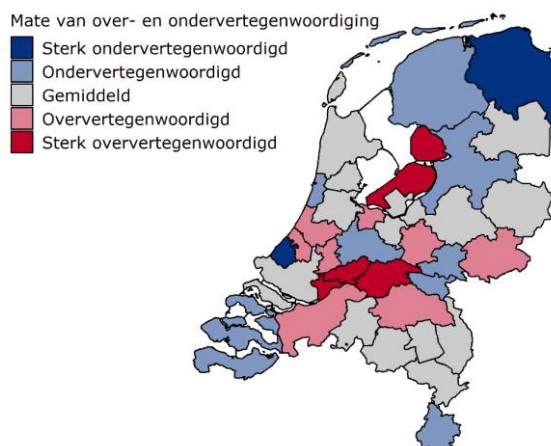 Mate van over- en ondervertegenwoordiging
Sterk ondervertegenwoordigd
Ondervertegenwoordigd
Gemiddeld
Oververtegenwoordigd
Sterk oververtegenwoordigd